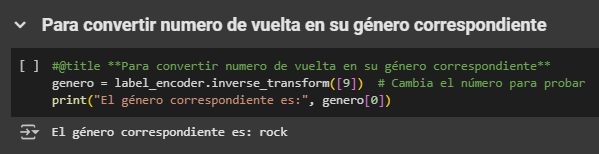 Para convertir numero de vuelta en su género correspondiente
[ ] #@title **Para convertir numero de vuelta en su género correspondiente**
genero = label_encoder.inverse_transform([9]) # Cambia el número para probar
print("El género correspondiente es:", genero[0])
El género correspondiente es: rock